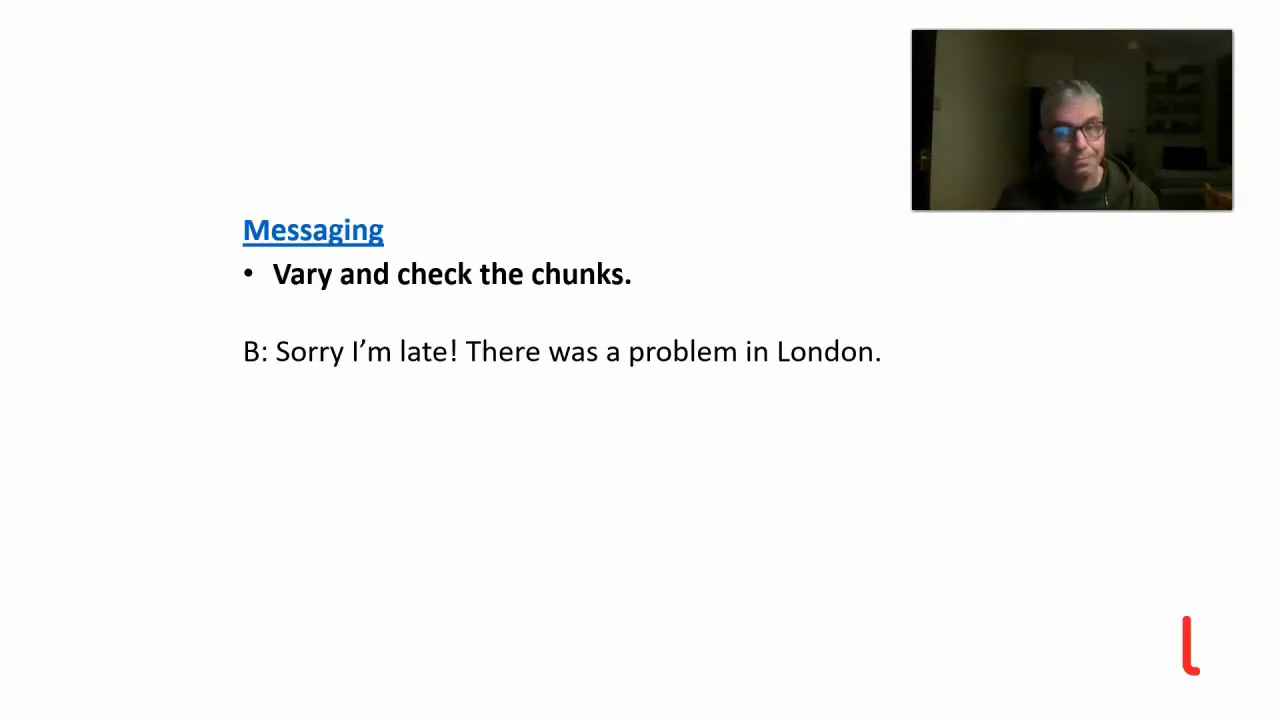 Messaging
• Vary and check the chunks.
B: Sorry I’m late! There was a problem in London.